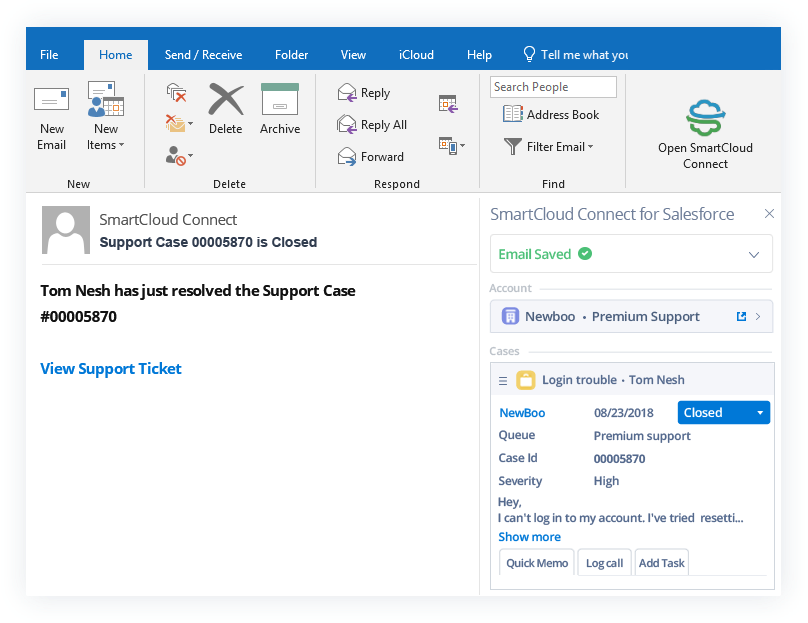 File Home Send / Receive Folder View iCloud Help Tell me what you
New Email
New Items
Delete
Archive
Reply
Reply All
Forward
Search People
Address Book
Filter Email
Open SmartCloud Connect
New Delete Respond Find
SmartCloud Connect
Support Case 00005870 is Closed
Tom Nesh has just resolved the Support Case
#00005870
View Support Ticket
SmartCloud Connect for Salesforce
Email Saved
Account
Newboo • Premium Support
Cases
Login trouble • Tom Nesh
NewBoo 08/23/2018 Closed
Queue Premium support
Case Id 00005870
Severity High
Hey,
I can't log in to my account. I've tried resetti...
Show more
Quick Memo Log call Add Task